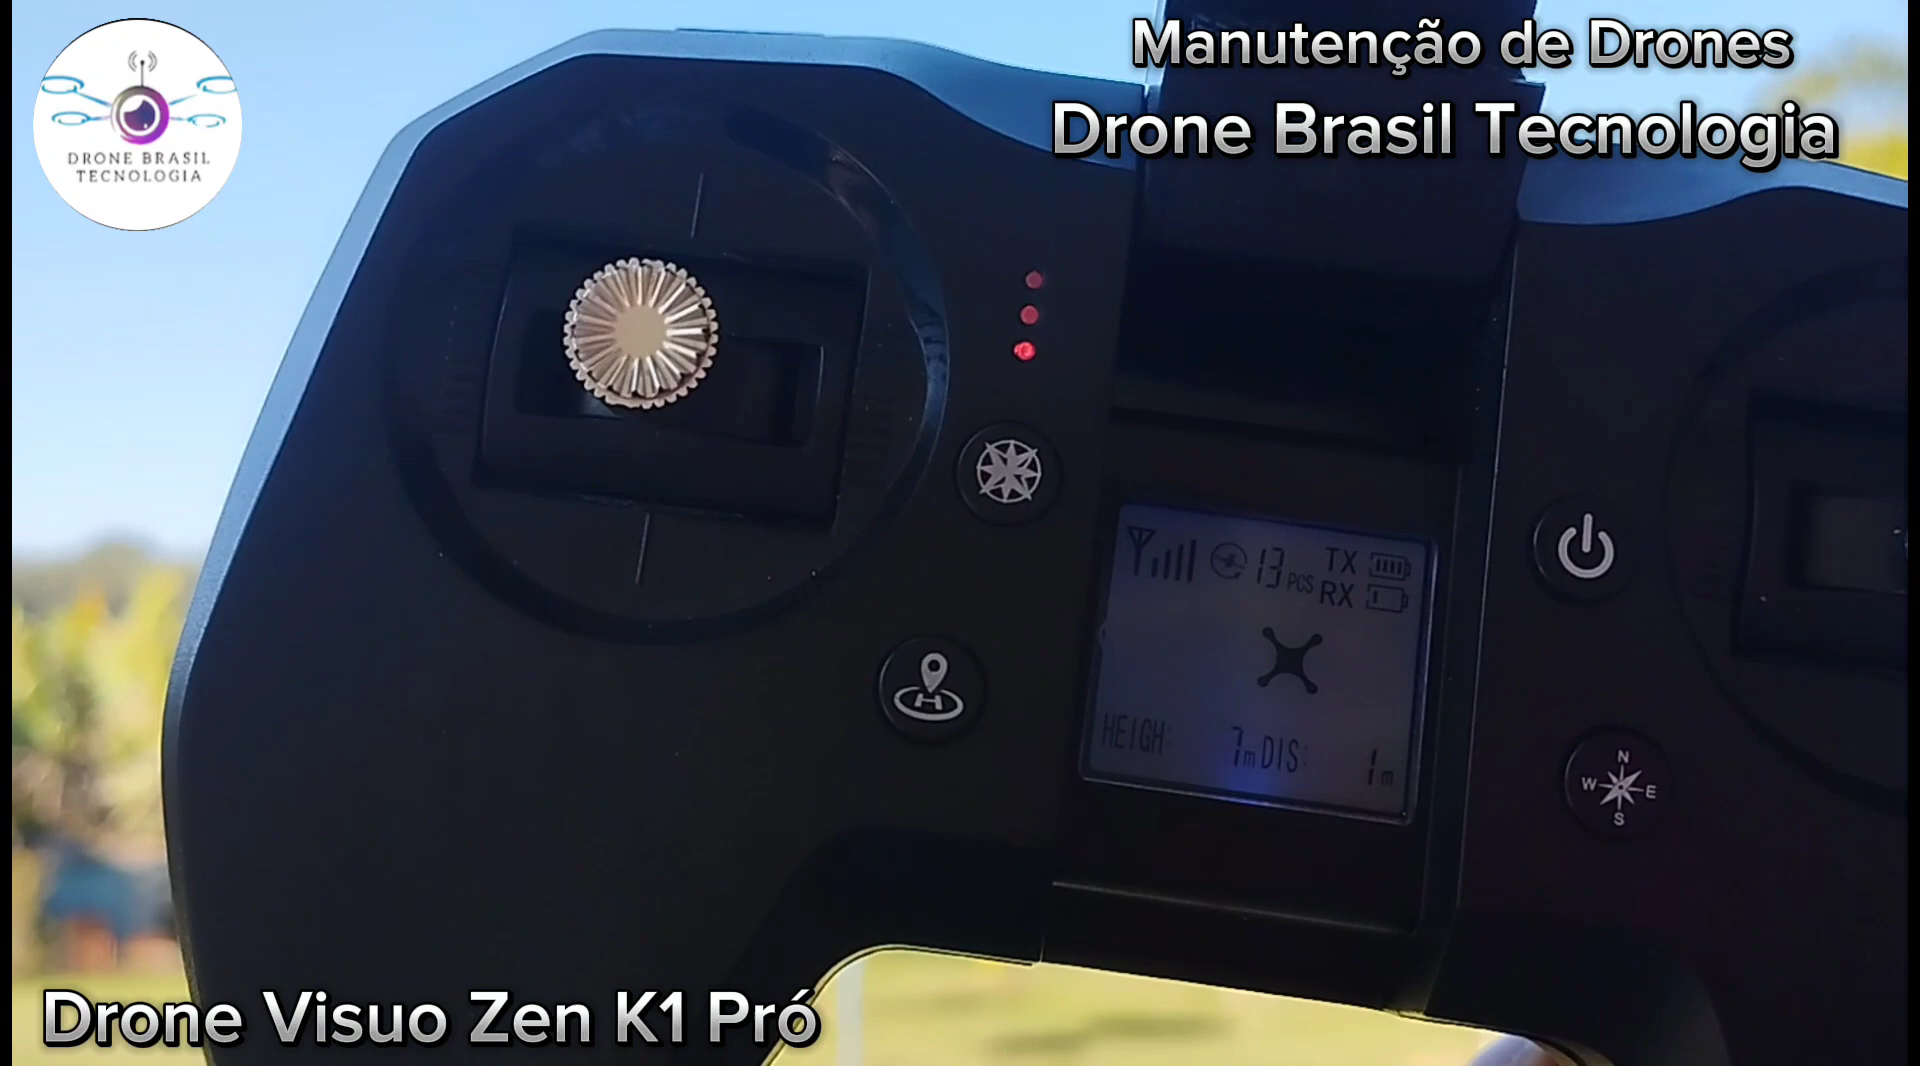 Manutenção de Drones
Drone Brasil Tecnologia
DRONE BRASIL
TECNOLOGIA
13 PCS TX
RX
HEIGH: 7m DIS: 1m
N
W E
S
H
Drone Visuo Zen K1 Pró